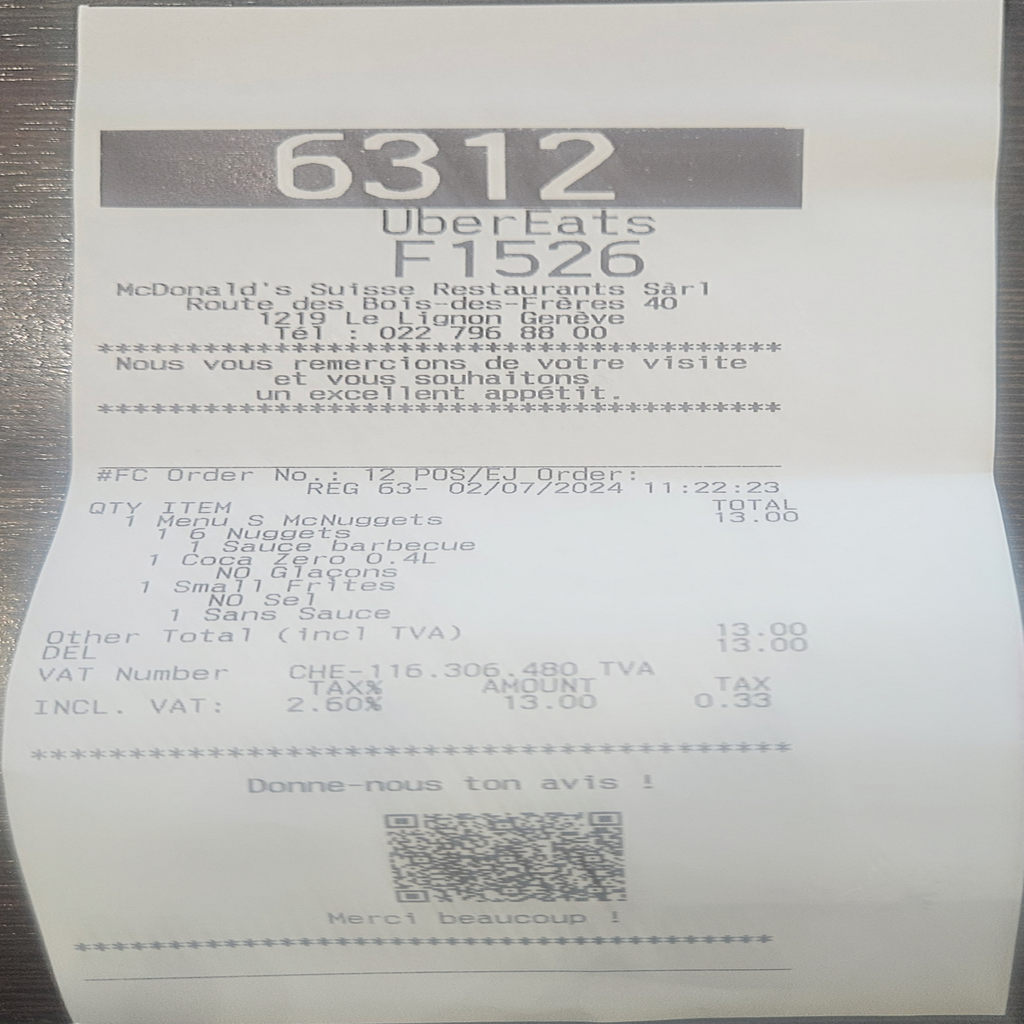 6312
UberEats
F1526
McDonald's Suisse Restaurants Sârl
Route des Bois-des-Frères 40
1219 Le Lignon Genève
Tél : 022 796 88 00
****************************************
Nous vous remercions de votre visite
et vous souhaitons
un excellent appétit.
****************************************
#FC Order No.: 12 POS/EJ Order:
REG 63- 02/07/2024 11:22:23
QTY ITEM TOTAL
1 Menu S McNuggets 13.00
1 6 Nuggets
1 Sauce barbecue
1 Coca Zero 0.4L
NO Glaçons
1 Small Frites
NO Sel
1 Sans Sauce
Other Total (incl TVA) 13.00
DEL 13.00
VAT Number CHE-116.306.480 TVA
TAX% AMOUNT TAX
INCL. VAT: 2.60% 13.00 0.33
****************************************
Donne-nous ton avis !
Merci beaucoup !
****************************************